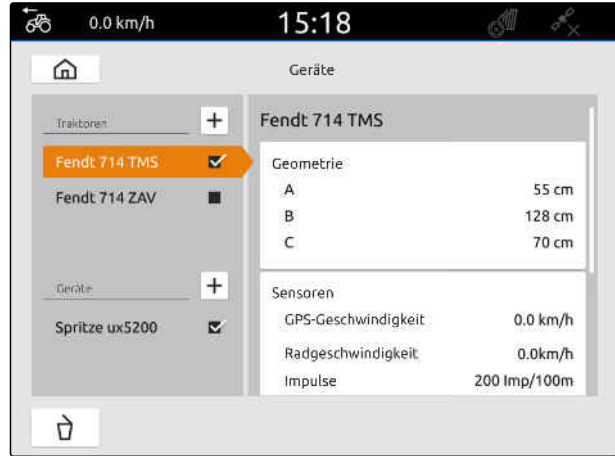 0.0 km/h 15:18
Geräte
Traktoren
Fendt 714 TMS
Fendt 714 ZAV
Geräte
Spritze ux5200
Fendt 714 TMS
Geometrie
A 55 cm
B 128 cm
C 70 cm
Sensoren
GPS-Geschwindigkeit 0.0 km/h
Radgeschwindigkeit 0.0km/h
Impulse 200 Imp/100m